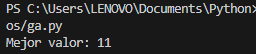 PS C:\Users\LENOVO\Documents\Python>
os/ga.py
Mejor valor: 11